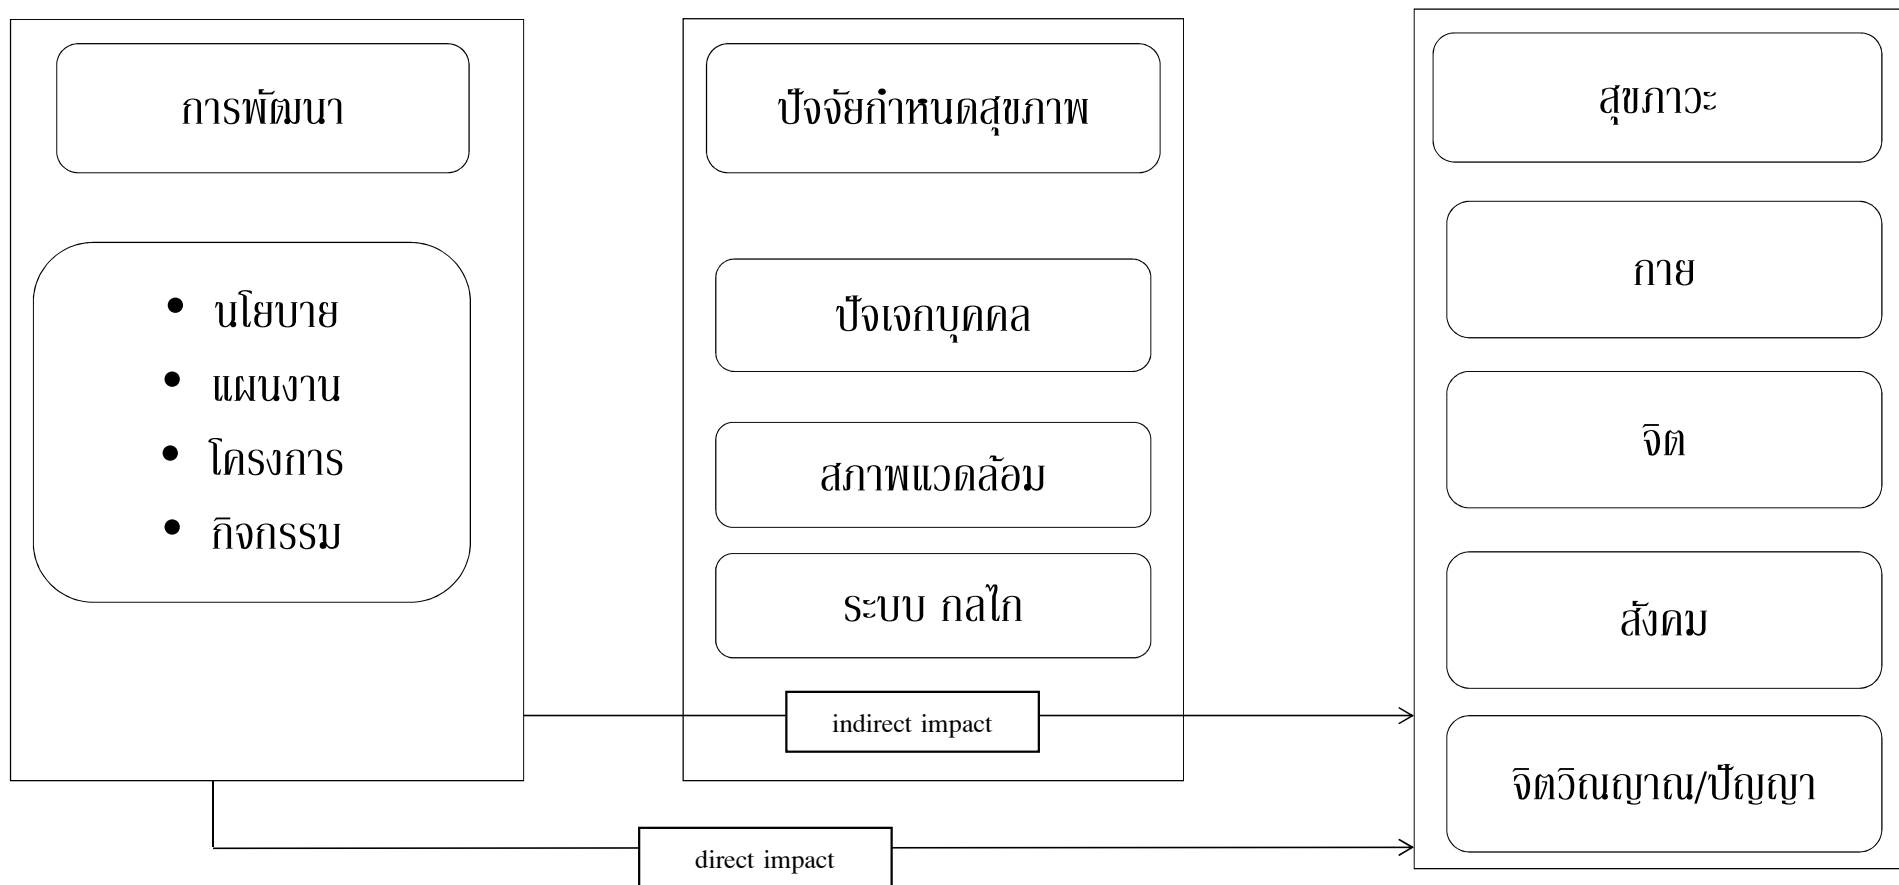 การพัฒนา
• นโยบาย
• แผนงาน
• โครงการ
• กิจกรรม
ปัจจัยกำหนดสุขภาพ
ปัจเจกบุคคล
สภาพแวดล้อม
ระบบ กลไก
indirect impact
direct impact
สุขภาวะ
กาย
จิต
สังคม
จิตวิณญาณ/ปัญญา